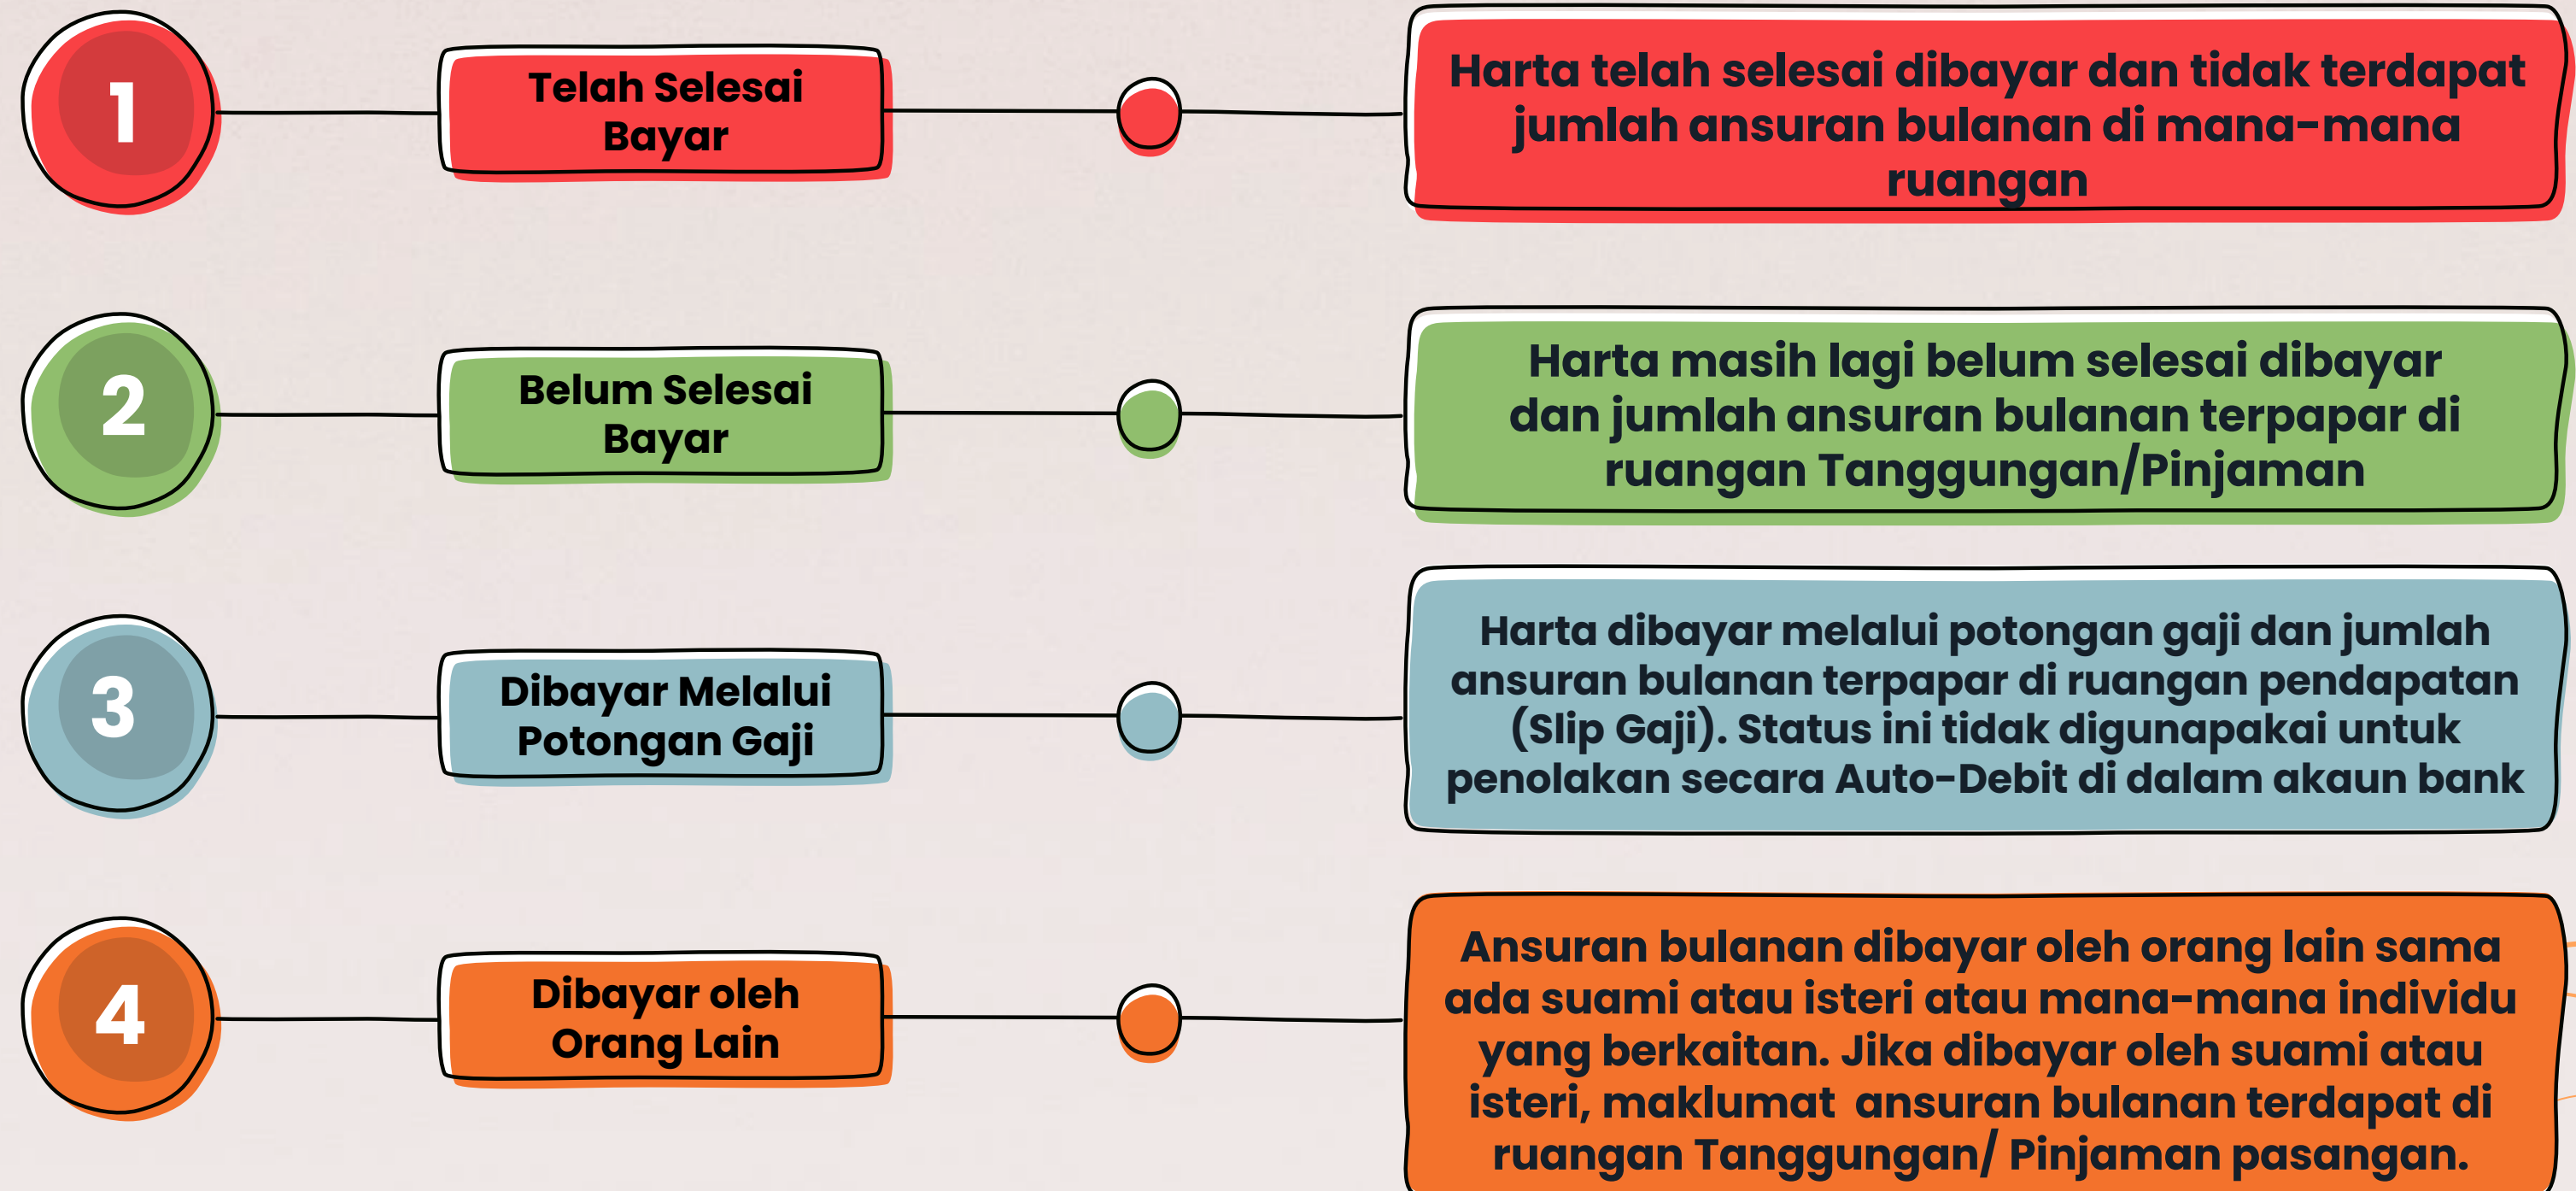 1
Telah Selesai
Bayar
Harta telah selesai dibayar dan tidak terdapat
jumlah ansuran bulanan di mana-mana
ruangan
2
Belum Selesai
Bayar
Harta masih lagi belum selesai dibayar
dan jumlah ansuran bulanan terpapar di
ruangan Tanggungan/Pinjaman
3
Dibayar Melalui
Potongan Gaji
Harta dibayar melalui potongan gaji dan jumlah
ansuran bulanan terpapar di ruangan pendapatan
(Slip Gaji). Status ini tidak digunapakai untuk
penolakan secara Auto-Debit di dalam akaun bank
4
Dibayar oleh
Orang Lain
Ansuran bulanan dibayar oleh orang lain sama
ada suami atau isteri atau mana-mana individu
yang berkaitan. Jika dibayar oleh suami atau
isteri, maklumat  ansuran bulanan terdapat di
ruangan Tanggungan/ Pinjaman pasangan.